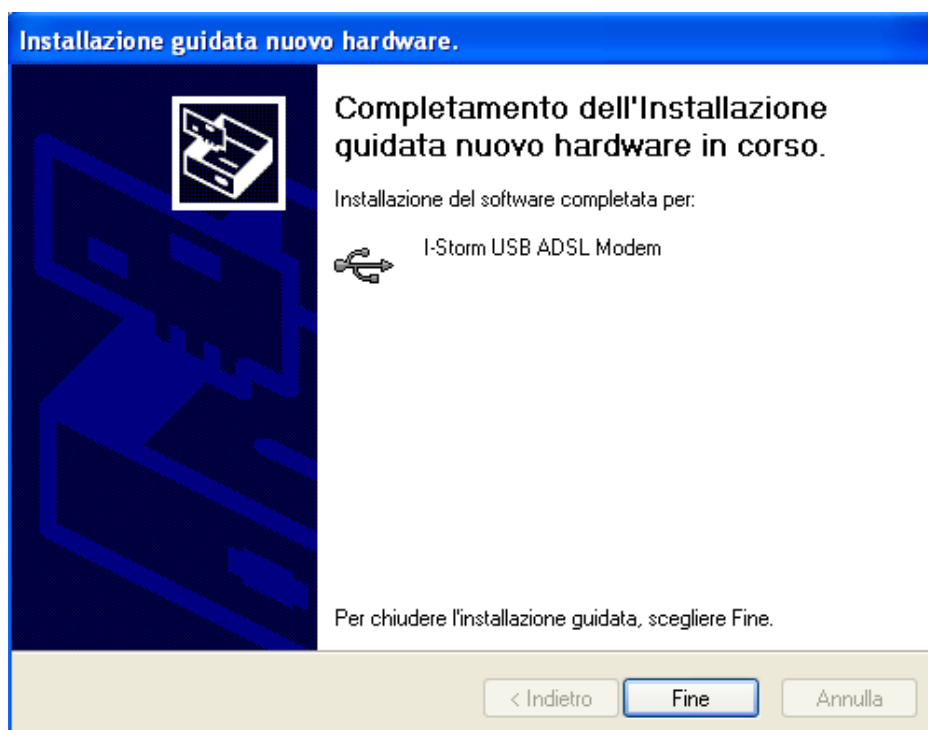 Installazione guidata nuovo hardware.
Completamento dell'Installazione
guidata nuovo hardware in corso.
Installazione del software completata per:
I-Storm USB ADSL Modem
Per chiudere l'installazione guidata, scegliere Fine.
< Indietro
Fine
Annulla